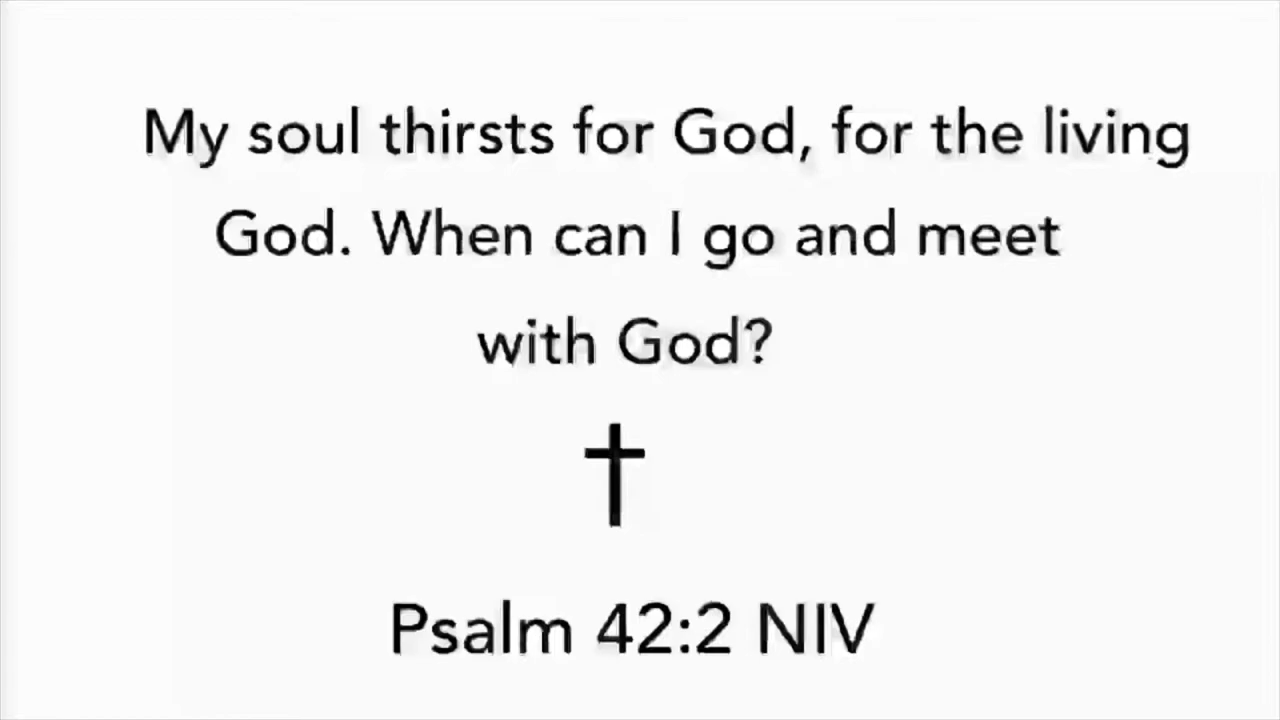 My soul thirsts for God, for the living
God. When can I go and meet
with God?
Psalm 42:2 NIV